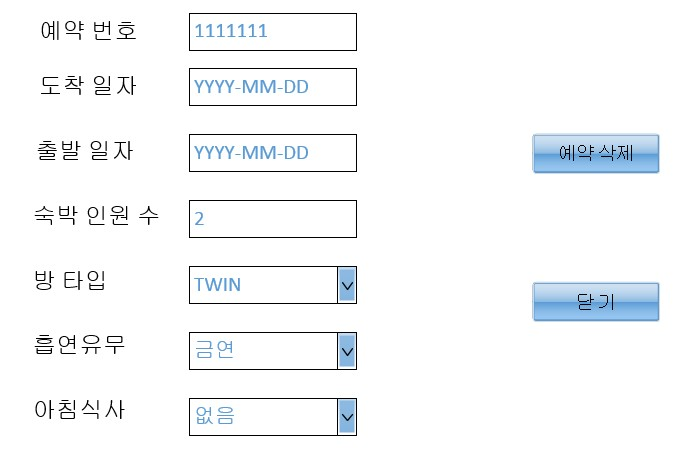 예약 번호 1111111
도착 일자 YYYY-MM-DD
출발 일자 YYYY-MM-DD
예약 삭제
숙박 인원 수 2
방 타입 TWIN
닫기
흡연유무 금연
아침식사 없음